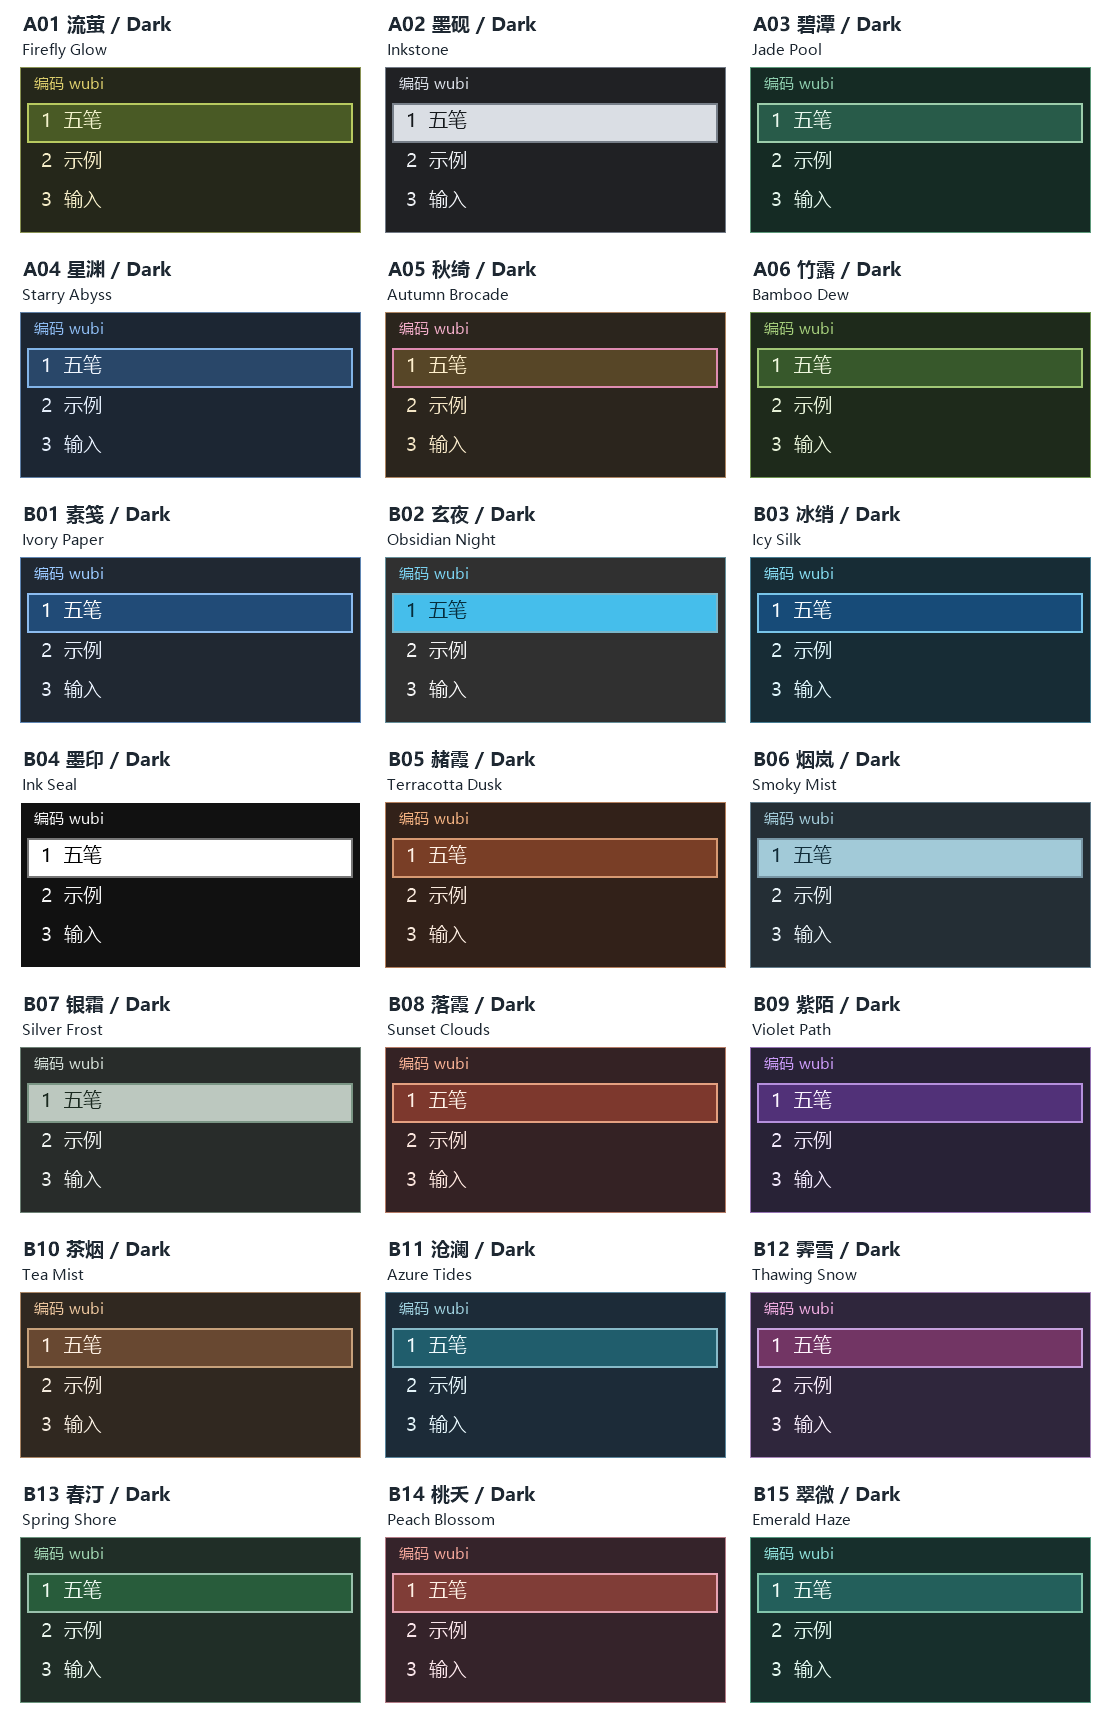 A01 流萤 / Dark
Firefly Glow
编码 wubi
1 五笔
2 示例
3 输入
A02 墨砚 / Dark
Inkstone
编码 wubi
1 五笔
2 示例
3 输入
A03 碧潭 / Dark
Jade Pool
编码 wubi
1 五笔
2 示例
3 输入
A04 星渊 / Dark
Starry Abyss
编码 wubi
1 五笔
2 示例
3 输入
A05 秋绮 / Dark
Autumn Brocade
编码 wubi
1 五笔
2 示例
3 输入
A06 竹露 / Dark
Bamboo Dew
编码 wubi
1 五笔
2 示例
3 输入
B01 素笺 / Dark
Ivory Paper
编码 wubi
1 五笔
2 示例
3 输入
B02 玄夜 / Dark
Obsidian Night
编码 wubi
1 五笔
2 示例
3 输入
B03 冰绡 / Dark
Icy Silk
编码 wubi
1 五笔
2 示例
3 输入
B04 墨印 / Dark
Ink Seal
编码 wubi
1 五笔
2 示例
3 输入
B05 赭霞 / Dark
Terracotta Dusk
编码 wubi
1 五笔
2 示例
3 输入
B06 烟岚 / Dark
Smoky Mist
编码 wubi
1 五笔
2 示例
3 输入
B07 银霜 / Dark
Silver Frost
编码 wubi
1 五笔
2 示例
3 输入
B08 落霞 / Dark
Sunset Clouds
编码 wubi
1 五笔
2 示例
3 输入
B09 紫陌 / Dark
Violet Path
编码 wubi
1 五笔
2 示例
3 输入
B10 茶烟 / Dark
Tea Mist
编码 wubi
1 五笔
2 示例
3 输入
B11 沧澜 / Dark
Azure Tides
编码 wubi
1 五笔
2 示例
3 输入
B12 霁雪 / Dark
Thawing Snow
编码 wubi
1 五笔
2 示例
3 输入
B13 春汀 / Dark
Spring Shore
编码 wubi
1 五笔
2 示例
3 输入
B14 桃夭 / Dark
Peach Blossom
编码 wubi
1 五笔
2 示例
3 输入
B15 翠微 / Dark
Emerald Haze
编码 wubi
1 五笔
2 示例
3 输入